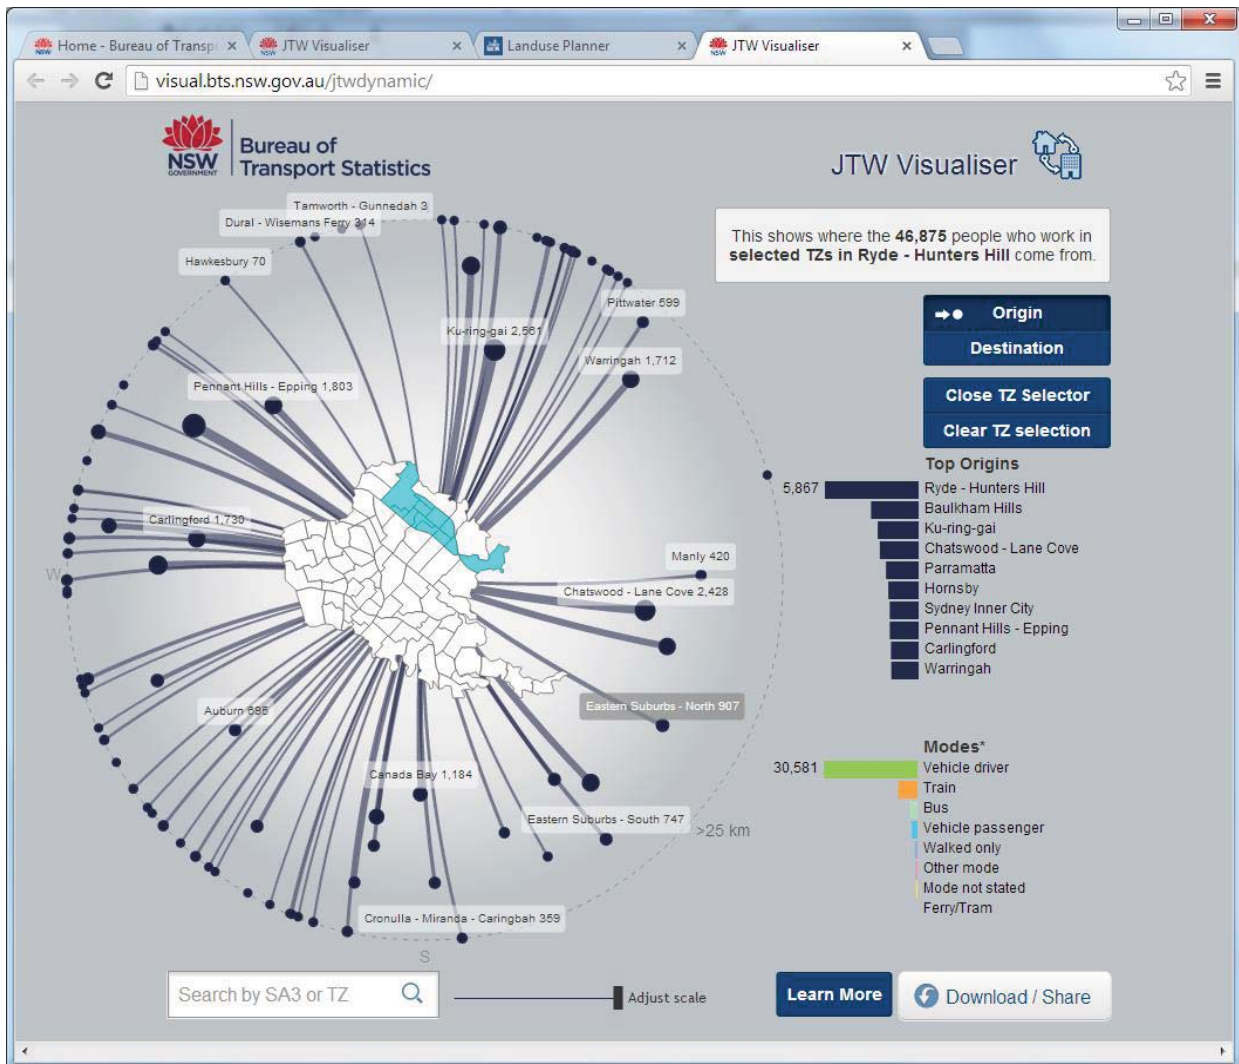 Home - Bureau of Transp
JTW Visualiser
Landuse Planner
JTW Visualiser
visual.bts.nsw.gov.au/jtwdynamic/
NSW
GOVERNMENT
Bureau of
Transport Statistics
JTW Visualiser
This shows where the 46,875 people who work in
selected TZs in Ryde - Hunters Hill come from.
Origin
Destination
Close TZ Selector
Clear TZ selection
Tamworth - Gunnedah 3
Dural - Wisemans Ferry 314
Hawkesbury 70
Pittwater 599
Ku-ring-gai 2,561
Warringah 1,712
Pennant Hills - Epping 1,803
Carlingford 1,730
W
Manly 420
Chatswood - Lane Cove 2,428
Eastern Suburbs - North 907
Auburn 695
Canada Bay 1,184
Eastern Suburbs - South 747
>25 km
Cronulla - Miranda - Caringbah 359
S
Top Origins
5,867 Ryde - Hunters Hill
Baulkham Hills
Ku-ring-gai
Chatswood - Lane Cove
Parramatta
Hornsby
Sydney Inner City
Pennant Hills - Epping
Carlingford
Warringah
Modes*
30,581 Vehicle driver
Train
Bus
Vehicle passenger
Walked only
Other mode
Mode not stated
Ferry/Tram
Search by SA3 or TZ
Adjust scale
Learn More
Download / Share